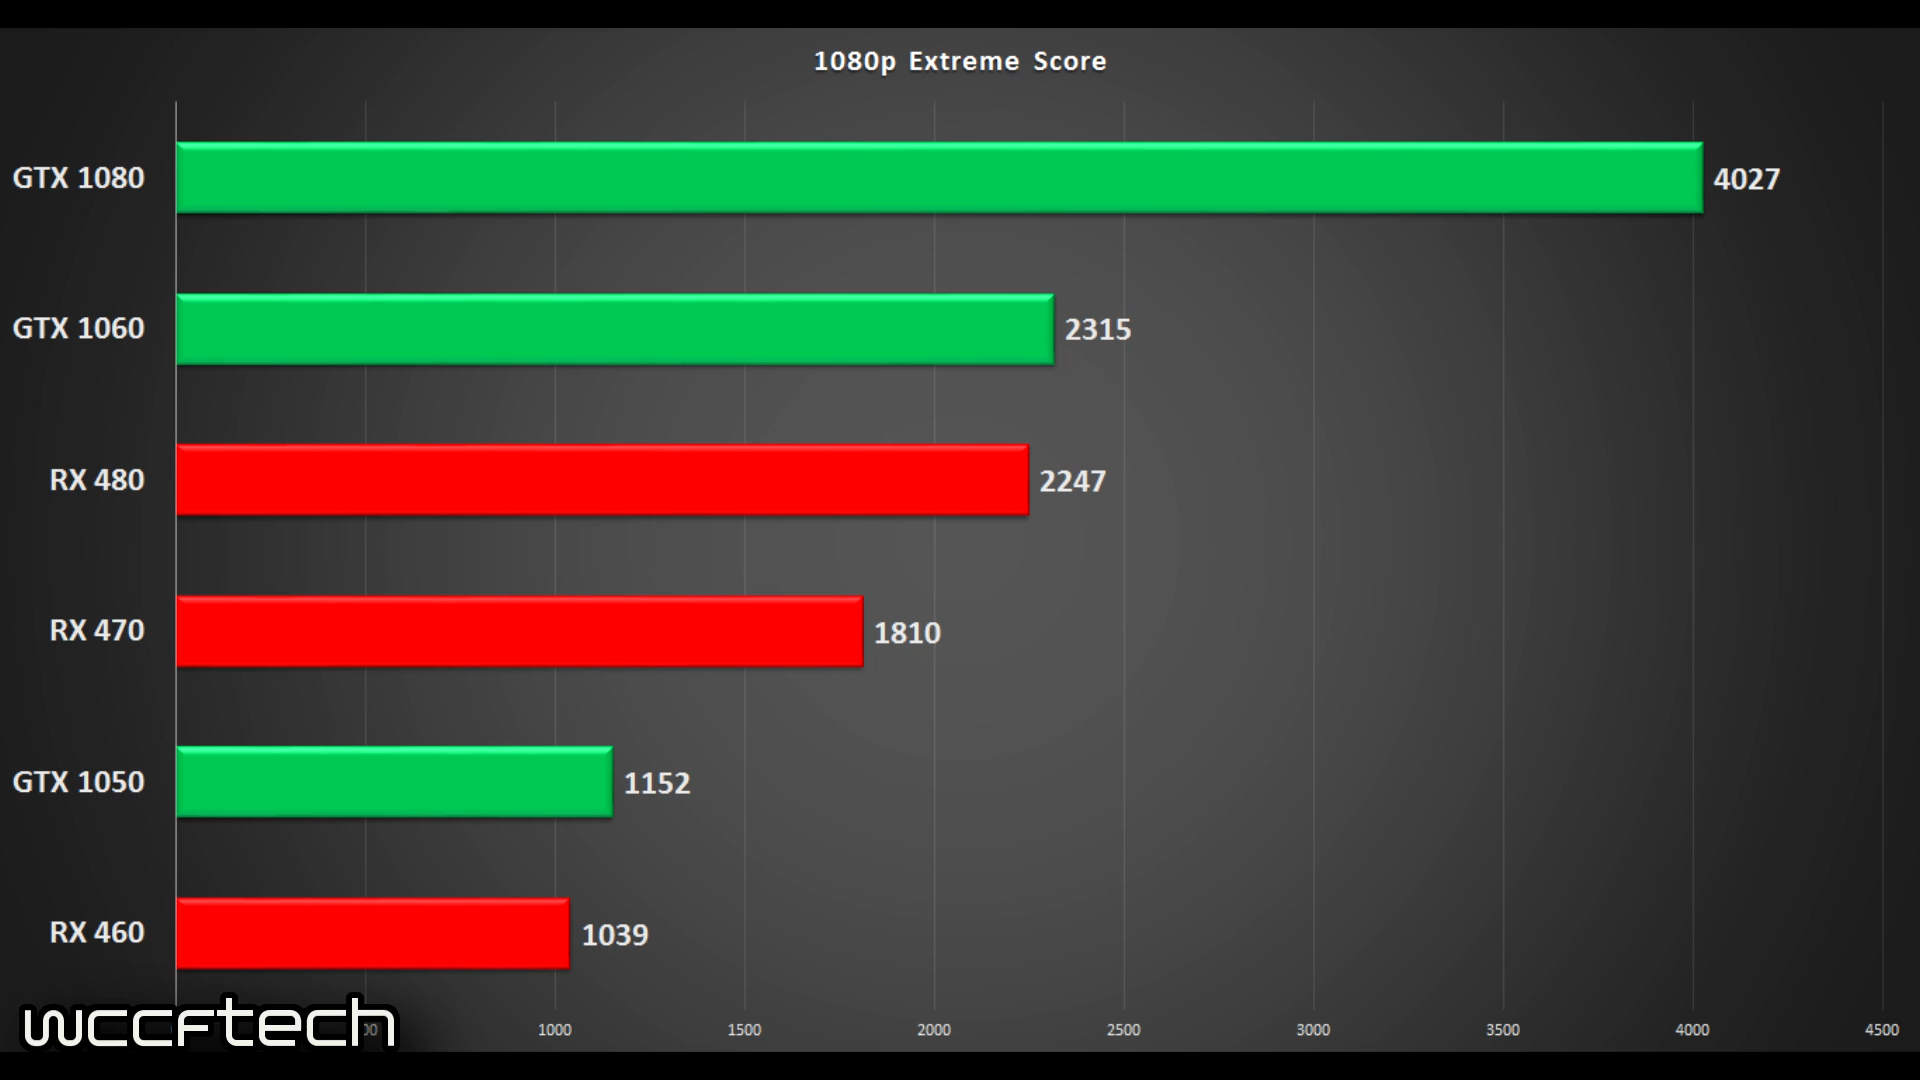 1080p Extreme Score
GTX 1080
4027
GTX 1060
2315
RX 480
2247
RX 470
1810
GTX 1050
1152
RX 460
1039
1000 1500 2000 2500 3000 3500 4000 4500
wccftech